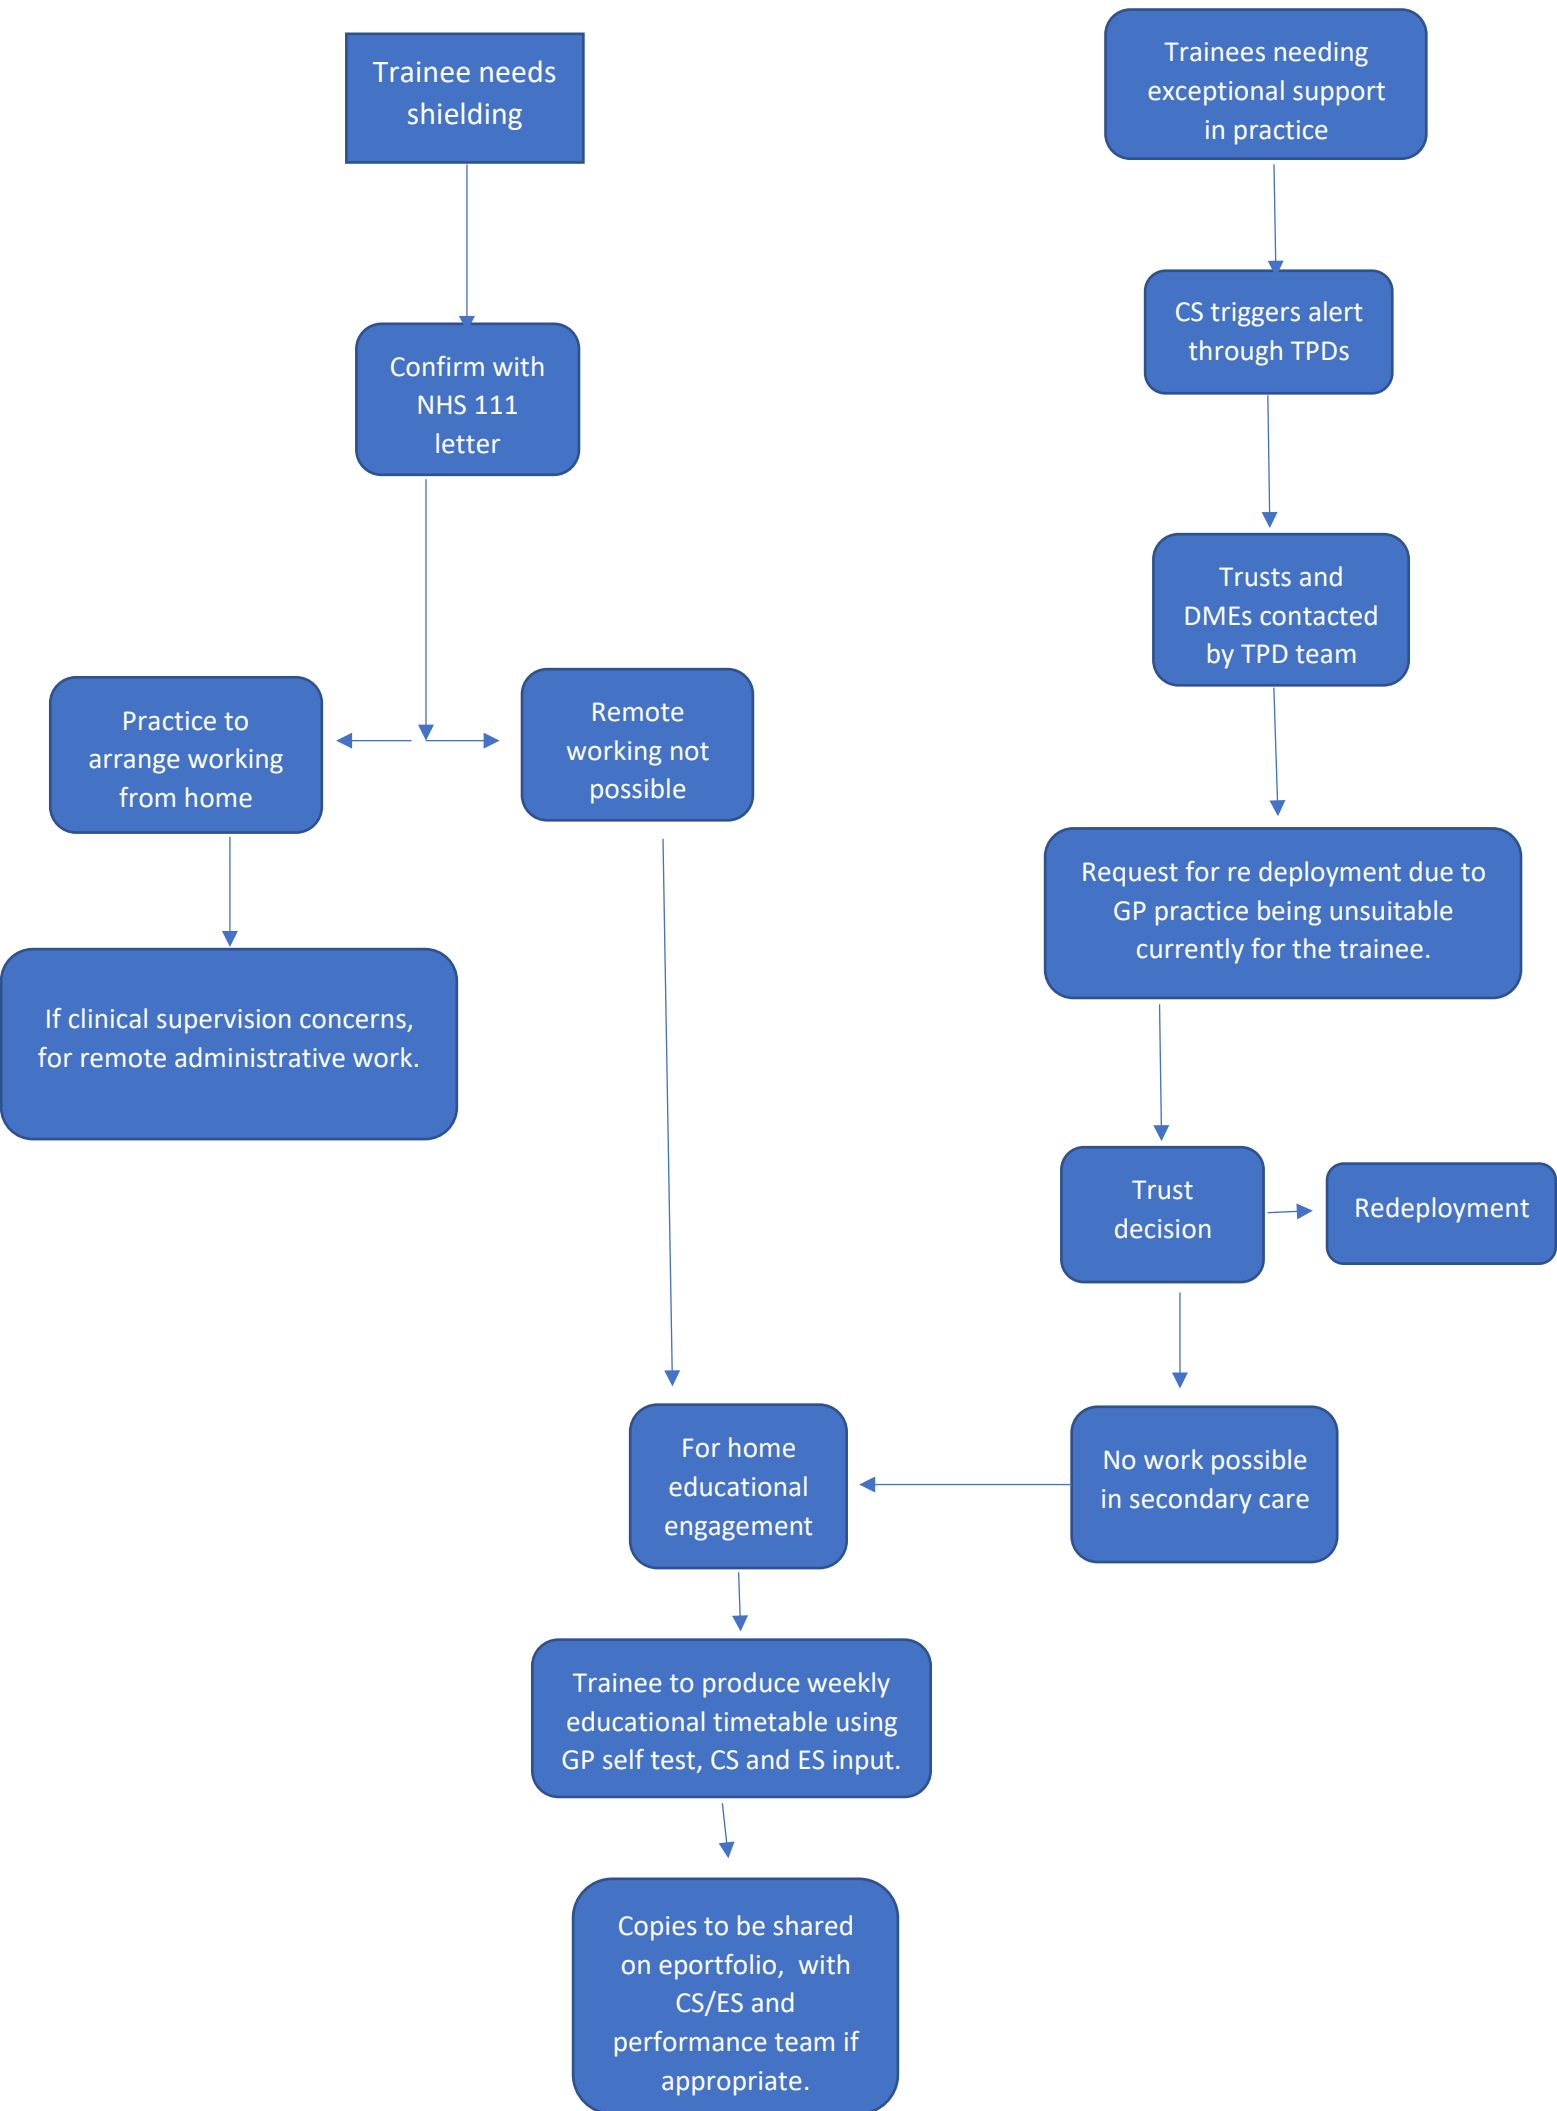 Trainee needs
shielding
Trainees needing
exceptional support
in practice
CS triggers alert
through TPDs
Confirm with
NHS 111
letter
Trusts and
DMEs contacted
by TPD team
Practice to
arrange working
from home
Remote
working not
possible
Request for re deployment due to
GP practice being unsuitable
currently for the trainee.
If clinical supervision concerns,
for remote administrative work.
Trust
decision
Redeployment
For home
educational
engagement
No work possible
in secondary care
Trainee to produce weekly
educational timetable using
GP self test, CS and ES input.
Copies to be shared
on eportfolio,  with
CS/ES and
performance team if
appropriate.